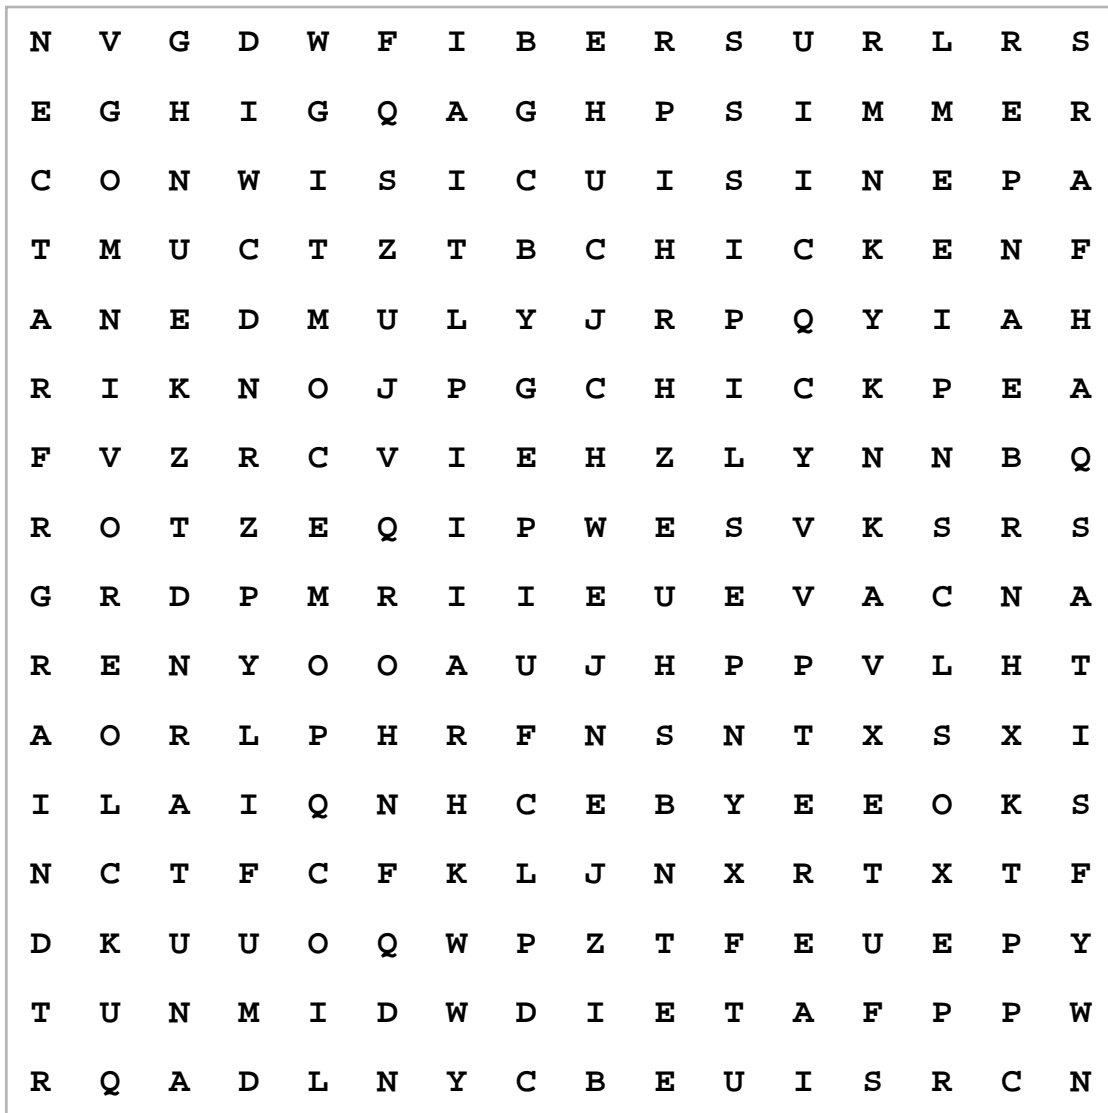 N V G D W F I B E R S U R L R S
E G H I G Q A G H P S I M M E R
C O N W I S I C U I S I N E P A
T M U C T Z T B C H I C K E N F
A N E D M U L Y J R P Q Y I A H
R I K N O J P G C H I C K P E A
F V Z R C V I E H Z L Y N N B Q
R O T Z E Q I P W E S V K S R S
G R D P M R I I E U E V A C N A
R E N Y O O A U J H P P V L H T
A O R L P H R F N S N T X S X I
I L A I Q N H C E B Y E E O K S
N C T F C F K L J N X R T X T F
D K U U O Q W P Z T F E U E P Y
T U N M I D W D I E T A F P P W
R Q A D L N Y C B E U I S R C N